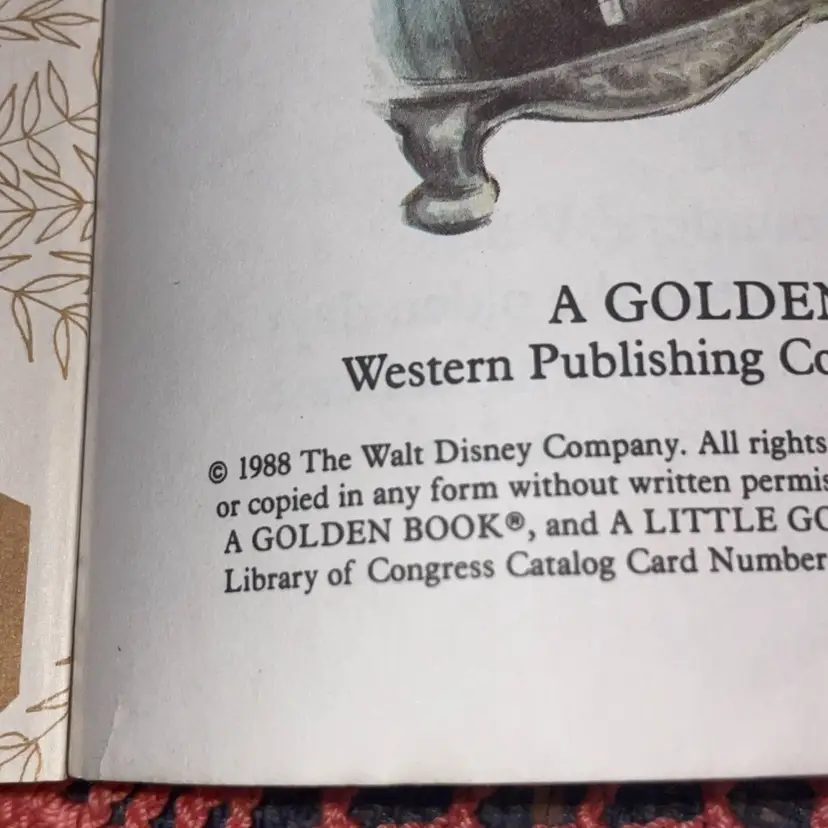 A GOLDEN
Western Publishing Co
© 1988 The Walt Disney Company. All rights
or copied in any form without written permis
A GOLDEN BOOK®, and A LITTLE GO
Library of Congress Catalog Card Number